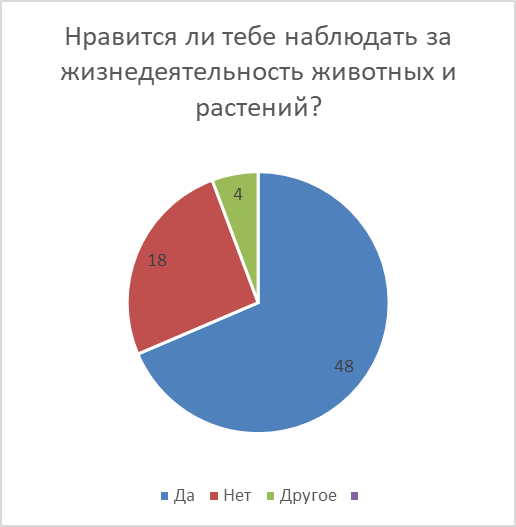 Нравится ли тебе наблюдать за
жизнедеятельность животных и
растений?
4
18
48
Да Нет Другое